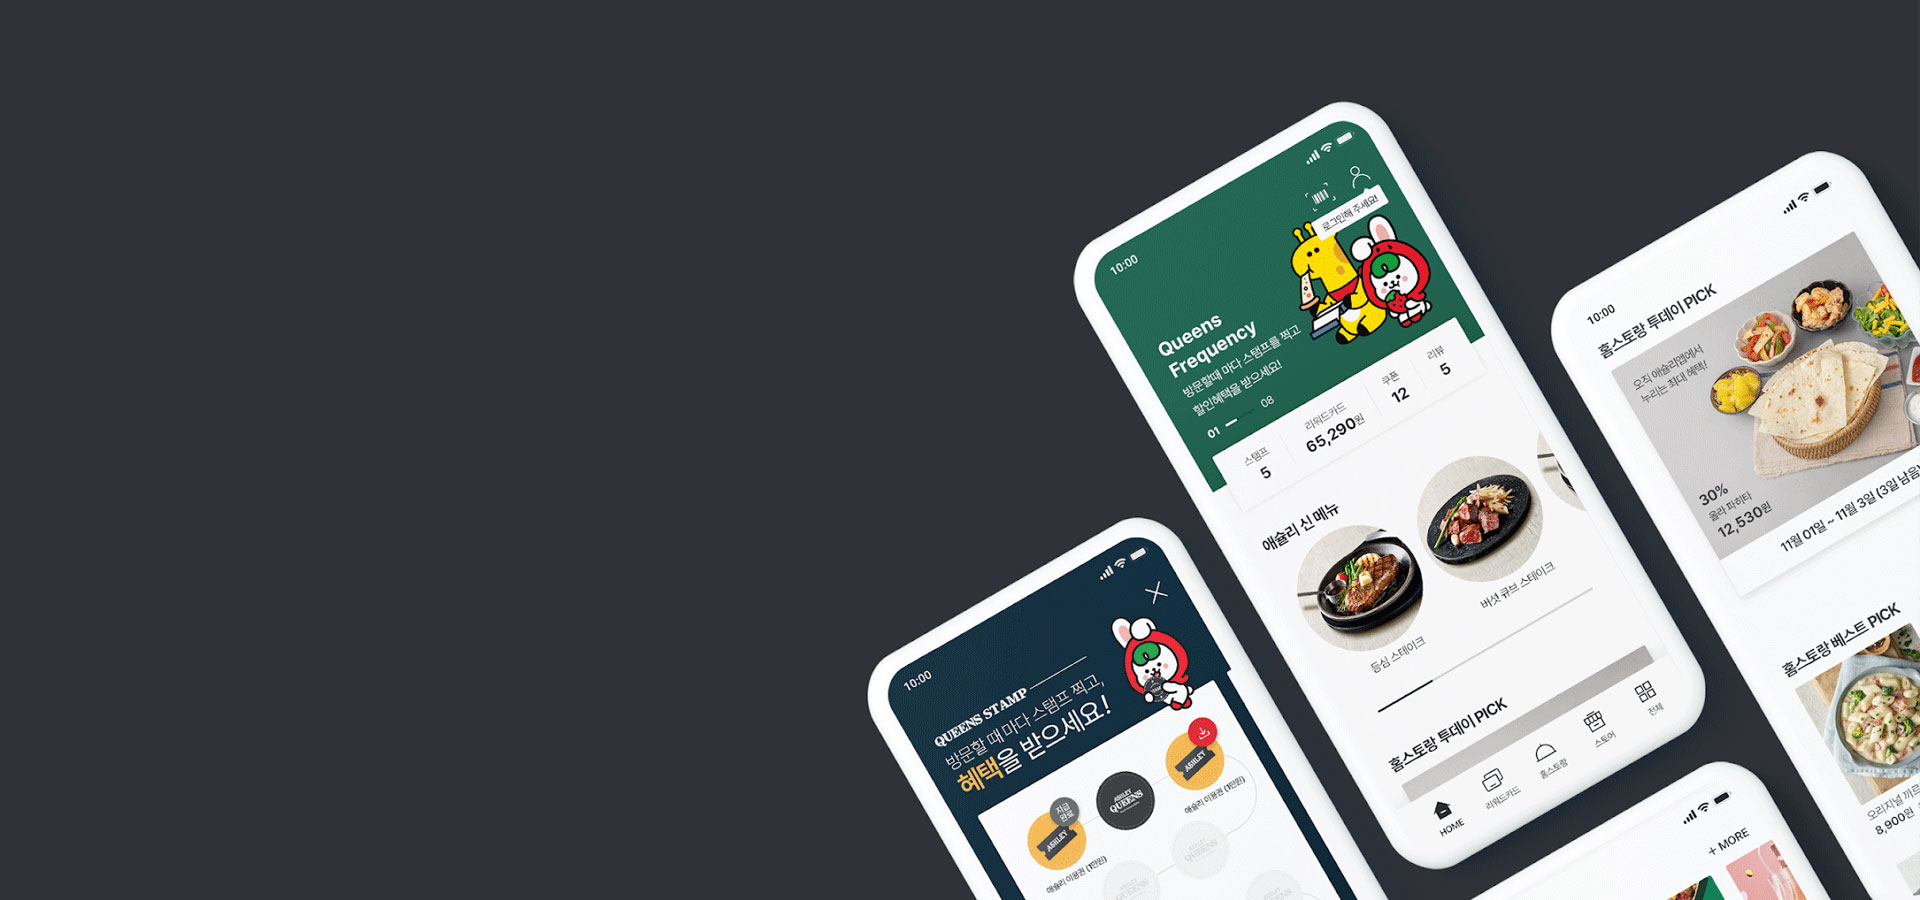 10:00
QUEENS STAMP
방문할 때 마다 스탬프 찍고,
혜택을 받으세요!
지급
완료
ASHLEY
애슐리 이용권 (1만원)
ASHLEY
QUEENS
ASHLEY
애슐리 이용권 (1만원)
ASHLEY
QUEENS
ASHLEY
QUEENS
10:00
로그인해 주세요!
Queens
Frequency
방문할때 마다 스탬프를 찍고
할인혜택을 받으세요!
01
08
스탬프
5
리워드카드
65,290원
쿠폰
12
리뷰
5
애슐리 신 메뉴
등심 스테이크
버섯 큐브 스테이크
홈스토랑 투데이 PICK
HOME
리워드카드
홈스토랑
스토어
전체
10:00
홈스토랑 투데이 PICK
오직 애슐리앱에서
누리는 최대 혜택!
30%
올라 파히타
12,530원
11월 01일 ~ 11월 3일 (3일 남음)
홈스토랑 베스트 PICK
오리지널
8,900원
+ MORE